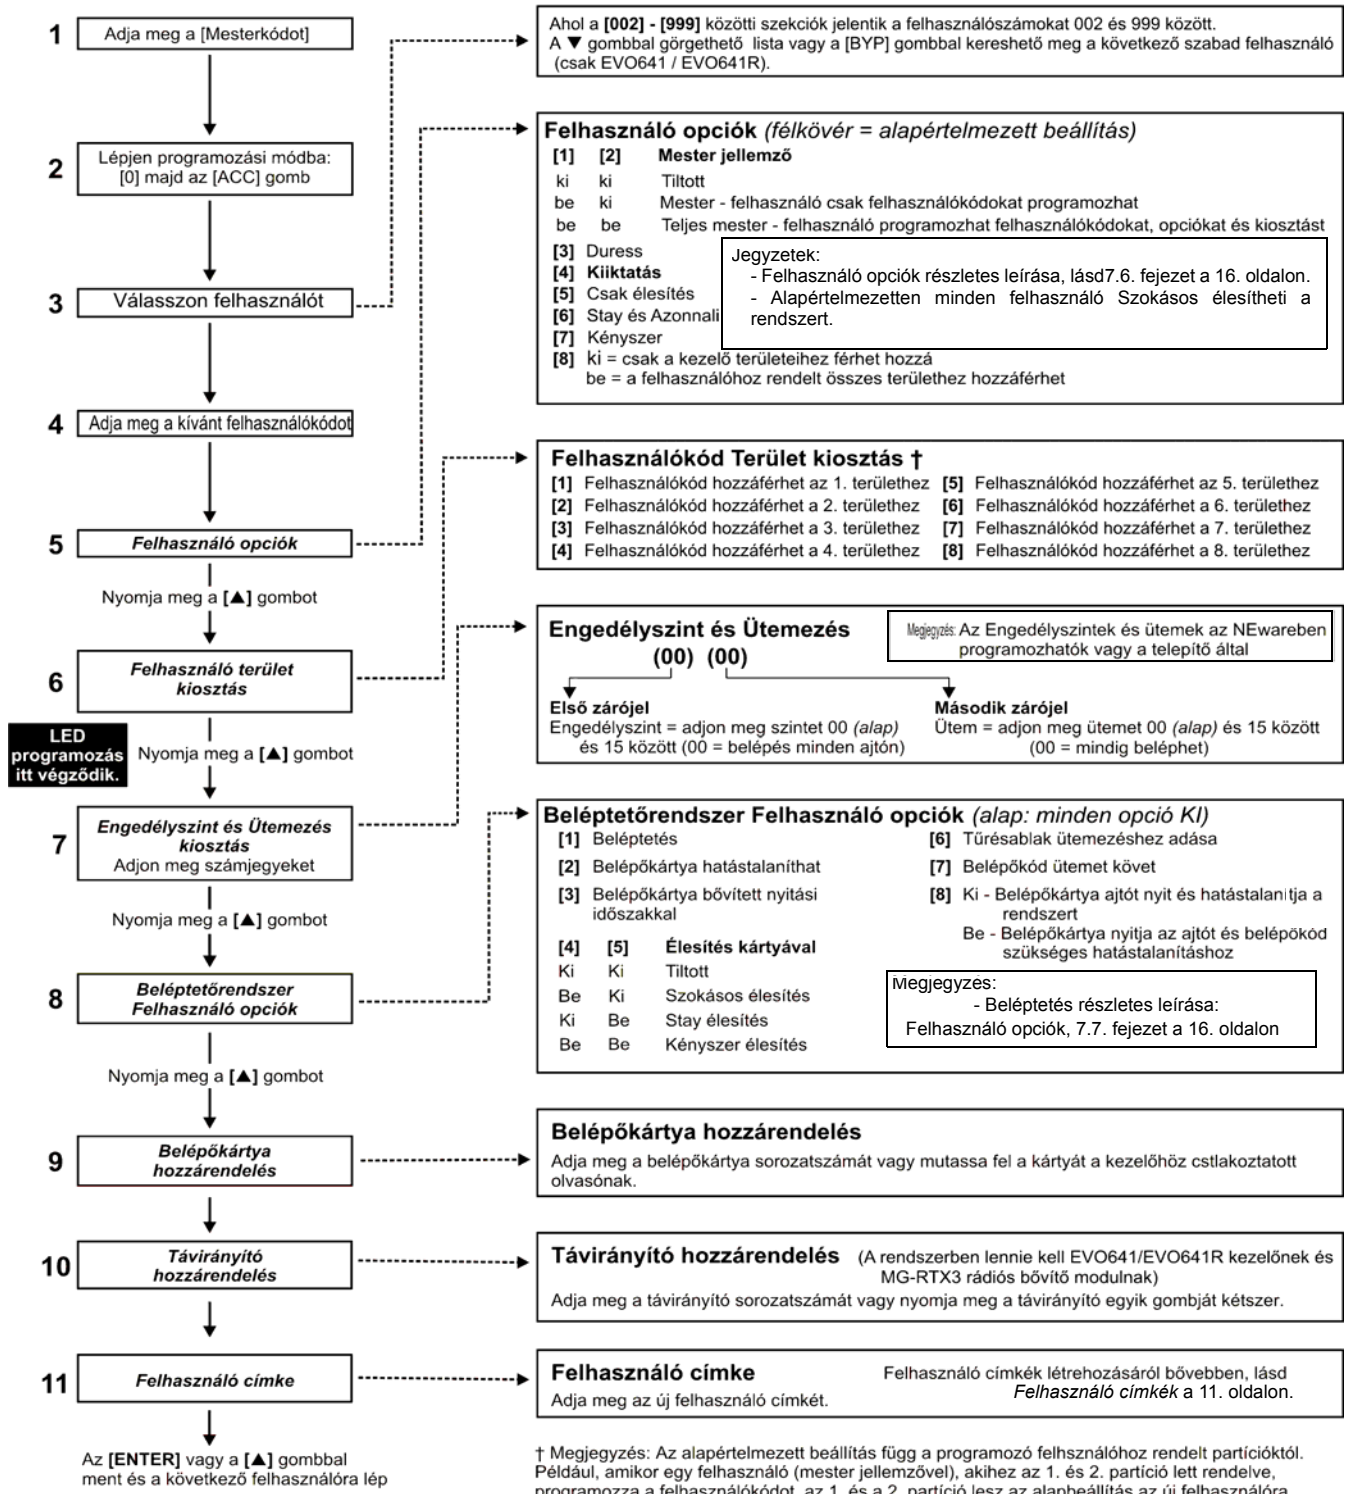 1
Adja meg a [Mesterkódot]
2
Lépjen programozási módba:
[0] majd az [ACC] gomb
3
Válasszon felhasználót
4
Adja meg a kívánt felhasználókódot
5
Felhasználó opciók
Nyomja meg a [▲] gombot
6
Felhasználó terület
kiosztás
LED
programozás
itt végződik.
Nyomja meg a [▲] gombot
7
Engedélyszint és Ütemezés
kiosztás
Adjon meg számjegyeket
Nyomja meg a [▲] gombot
8
Beléptetőrendszer
Felhasználó opciók
Nyomja meg a [▲] gombot
9
Belépőkártya
hozzárendelés
10
Távirányító
hozzárendelés
11
Felhasználó címke
Az [ENTER] vagy a [▲] gombbal
ment és a következő felhasználóra lép
Ahol a [002] - [999] közötti szekciók jelentik a felhasználószámokat 002 és 999 között.
A ▼ gombbal görgethető lista vagy a [BYP] gombbal kereshető meg a következő szabad felhasználó
(csak EVO641 / EVO641R).
Felhasználó opciók (félkövér = alapértelmezett beállítás)
[1] [2] Mester jellemző
ki ki Tiltott
be ki Mester - felhasználó csak felhasználókódokat programozhat
be be Teljes mester - felhasználó programozhat felhasználókódokat, opciókat és kiosztást
[3] Duress
[4] Kiiktatás
[5] Csak élesítés
[6] Stay és Azonnali
[7] Kényszer
[8] ki = csak a kezelő területeihez férhet hozzá
be = a felhasználóhoz rendelt összes területhez hozzáférhet
Jegyzetek:
- Felhasználó opciók részletes leírása, lásd7.6. fejezet a 16. oldalon.
- Alapértelmezetten minden felhasználó Szokásos élesítheti a
rendszert.
Felhasználókód Terület kiosztás †
[1] Felhasználókód hozzáférhet az 1. területhez [5] Felhasználókód hozzáférhet az 5. területhez
[2] Felhasználókód hozzáférhet a 2. területhez [6] Felhasználókód hozzáférhet a 6. területhez
[3] Felhasználókód hozzáférhet a 3. területhez [7] Felhasználókód hozzáférhet a 7. területhez
[4] Felhasználókód hozzáférhet a 4. területhez [8] Felhasználókód hozzáférhet a 8. területhez
Engedélyszint és Ütemezés
(00) (00)
Megjegyzés: Az Engedélyszintek és ütemek az NEwareben
programozhatók vagy a telepítő által
Első zárójel
Engedélyszint = adjon meg szintet 00 (alap)
és 15 között (00 = belépés minden ajtón)
Második zárójel
Ütem = adjon meg ütemet 00 (alap) és 15 között
(00 = mindig beléphet)
Beléptetőrendszer Felhasználó opciók (alap: minden opció KI)
[1] Beléptetés
[2] Belépőkártya hatástalaníthat
[3] Belépőkártya bővített nyitási
időszakkal
[4] [5] Élesítés kártyával
Ki Ki Tiltott
Be Ki Szokásos élesítés
Ki Be Stay élesítés
Be Be Kényszer élesítés
[6] Tűrésablak ütemezéshez adása
[7] Belépőkód ütemet követ
[8] Ki - Belépőkártya ajtót nyit és hatástalanítja a
rendszert
Be - Belépőkártya nyitja az ajtót és belépőkód
szükséges hatástalanításhoz
Megjegyzés:
- Beléptetés részletes leírása:
Felhasználó opciók, 7.7. fejezet a 16. oldalon
Belépőkártya hozzárendelés
Adja meg a belépőkártya sorozatszámát vagy mutassa fel a kártyát a kezelőhöz cstlakoztatott
olvasónak.
Távirányító hozzárendelés (A rendszerben lennie kell EVO641/EVO641R kezelőnek és
MG-RTX3 rádiós bővítő modulnak)
Adja meg a távirányító sorozatszámát vagy nyomja meg a távirányító egyik gombját kétszer.
Felhasználó címke
Adja meg az új felhasználó címkét.
Felhasználó címkék létrehozásáról bővebben, lásd
Felhasználó címkék a 11. oldalon.
† Megjegyzés: Az alapértelmezett beállítás függ a programozó felhsználóhoz rendelt partícióktól.
Például, amikor egy felhasználó (mester jellemzővel), akihez az 1. és 2. partíció lett rendelve,
programozza a felhasználókódot, az 1. és a 2. partíció lesz az alapbeállítás az új felhasználóra